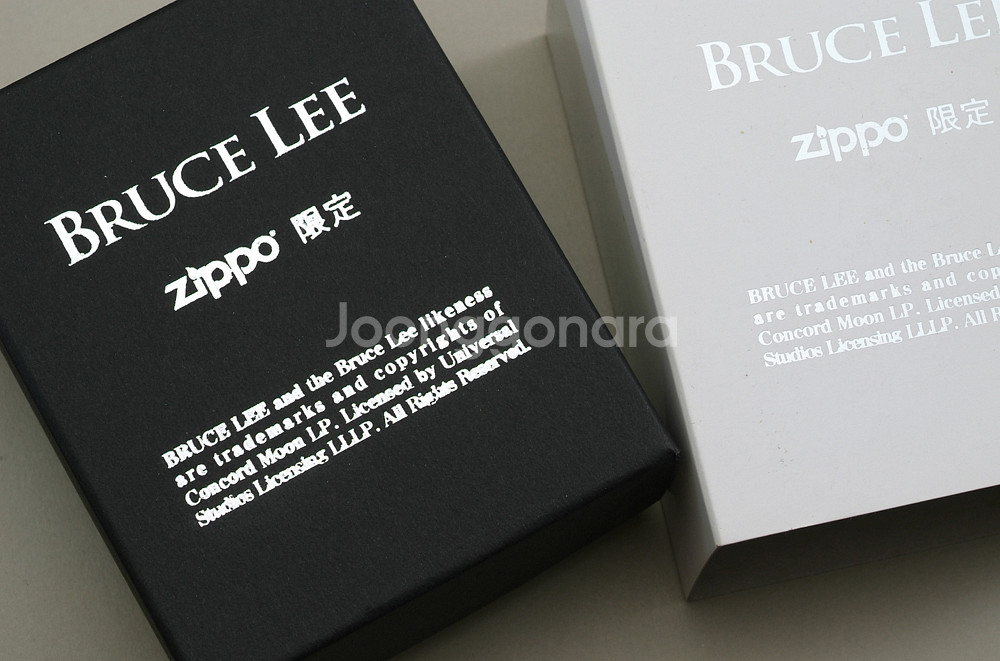 BRUCE LEE
zippo 限定
BRUCE LEE and the Bruce Lee likeness
are trademarks and copyrights of
Concord Moon LP. Licensed by Universal
Studios Licensing LLLP. All Rights Reserved.
BRUCE LEE
zippo 限定
BRUCE LEE and the Bruce
are trademarks and
Concord Moon LP. Licensed
Studios Licensing LLLP. All
Joonggonara